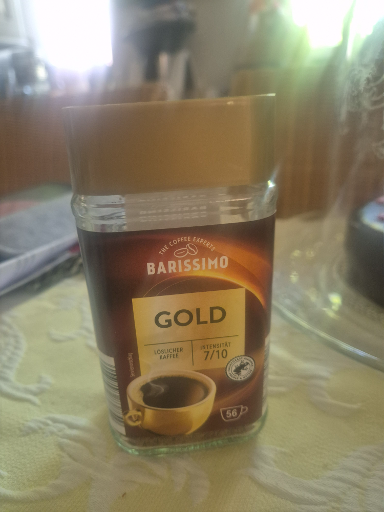 THE COFFEE EXPERTS
BARISSIMO
GOLD
LÖSLICHER
KAFFEE
INTENSITÄT
7/10
56